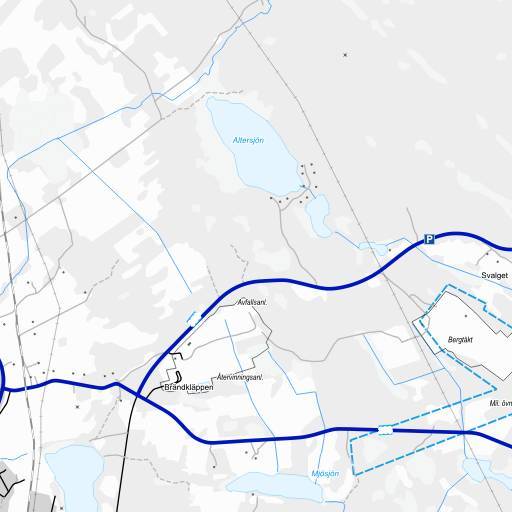 Altersjön
P
Svalget
Avfallsanl.
Bergtäkt
Återvinningsanl.
Brandkläppen
Mil. övn
Mjösjön